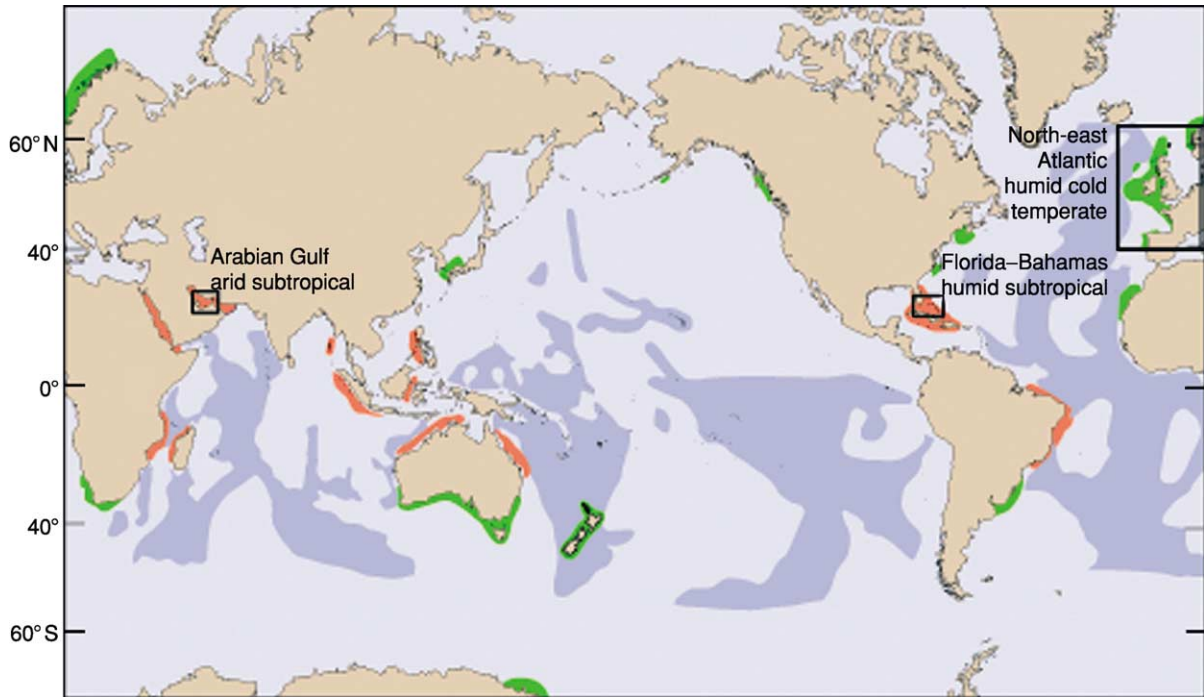 60° N
North-east
Atlantic
humid cold
temperate
40°
Arabian Gulf
arid subtropical
Florida–Bahamas
humid subtropical
0°
40°
60° S